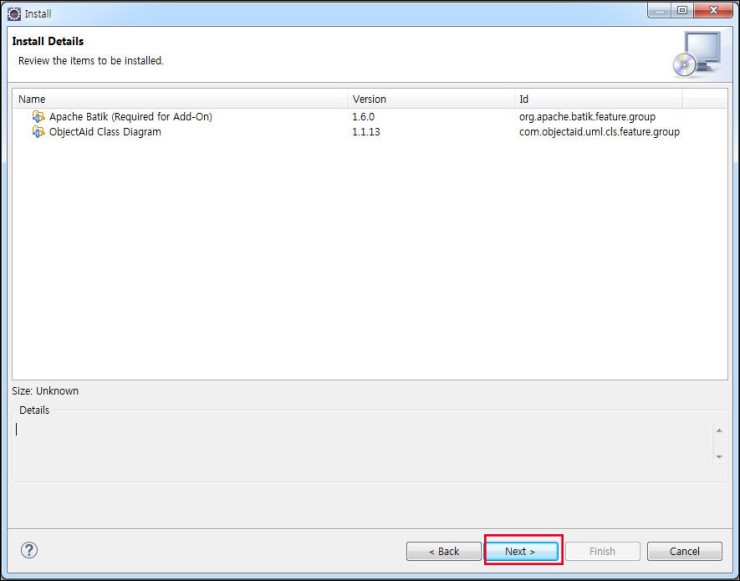 Install
Install Details
Review the items to be installed.
Name Version Id
Apache Batik (Required for Add-On) 1.6.0 org.apache.batik.feature.group
ObjectAid Class Diagram 1.1.13 com.objectaid.uml.cls.feature.group
Size: Unknown
Details
< Back Next > Finish Cancel